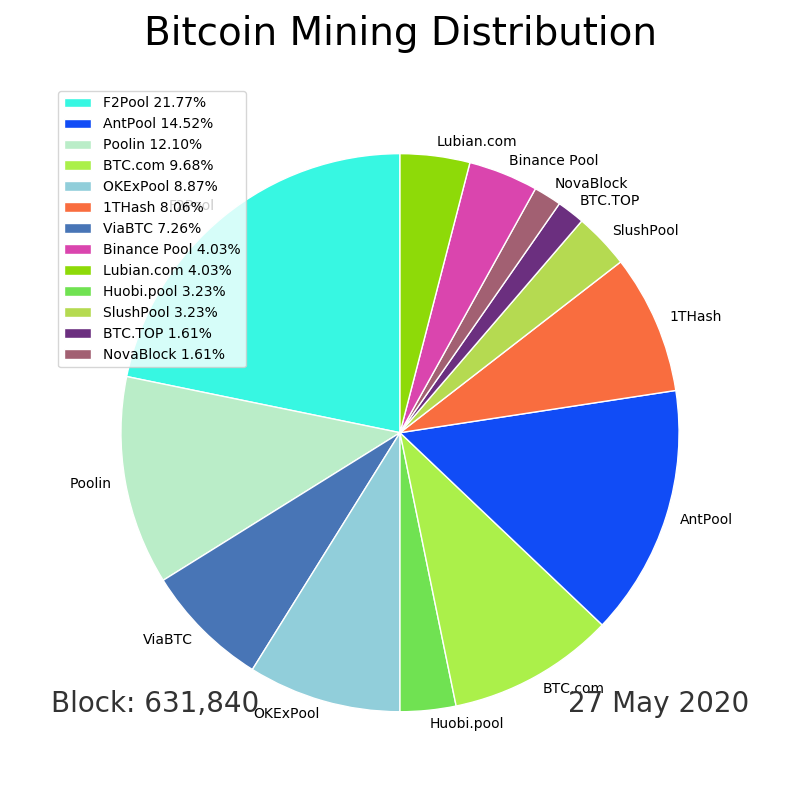 Bitcoin Mining Distribution
F2Pool 21.77%
AntPool 14.52%
Poolin 12.10%
BTC.com 9.68%
OKExPool 8.87%
1THash 8.06%
ViaBTC 7.26%
Binance Pool 4.03%
Lubian.com 4.03%
Huobi.pool 3.23%
SlushPool 3.23%
BTC.TOP 1.61%
NovaBlock 1.61%
Lubian.com
Binance Pool
NovaBlock
BTC.TOP
SlushPool
1THash
AntPool
BTC.com
Huobi.pool
OKExPool
ViaBTC
Poolin
Block: 631,840
27 May 2020